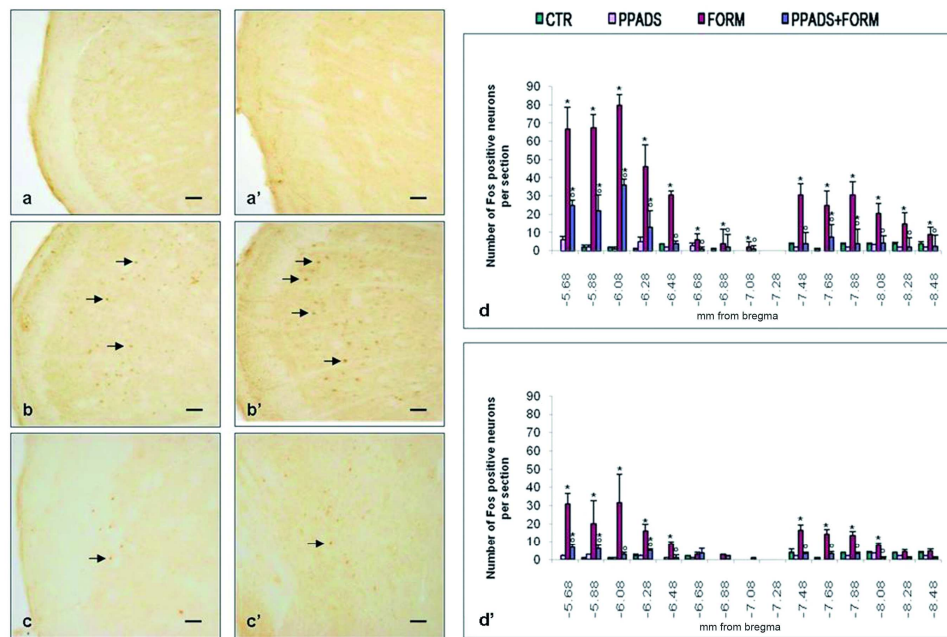 CTR PPADS FORM PPADS+FORM
a
a'
b
b'
c
c'
Number of Fos positive neurons
per section
90
80
70
60
50
40
30
20
10
0
* * * * * * * * * * * * * *
-5.68 -5.88 -6.08 -6.28 -6.48 -6.68 -6.88 -7.08 -7.28 -7.48 -7.68 -7.88 -8.08 -8.28 -8.48
mm from bregma
d
Number of Fos positive neurons
per section
90
80
70
60
50
40
30
20
10
0
-5.68 -5.88 -6.08 -6.28 -6.48 -6.68 -6.88 -7.08 -7.28 -7.48 -7.68 -7.88 -8.08 -8.28 -8.48
mm from bregma
d'